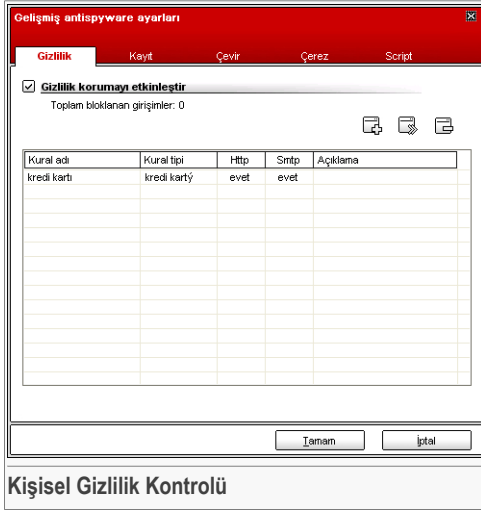 Gelişmiş antispyware ayarları
Gizlilik Kayıt Çevir Çerez Script
Gizlilik korumayı etkinleştir
Toplam bloklanan girişimler: 0
Kural adı Kural tipi Http Smtp Açıklama
kredi kartı kredi kartý evet evet
Tamam İptal
Kişisel Gizlilik Kontrolü